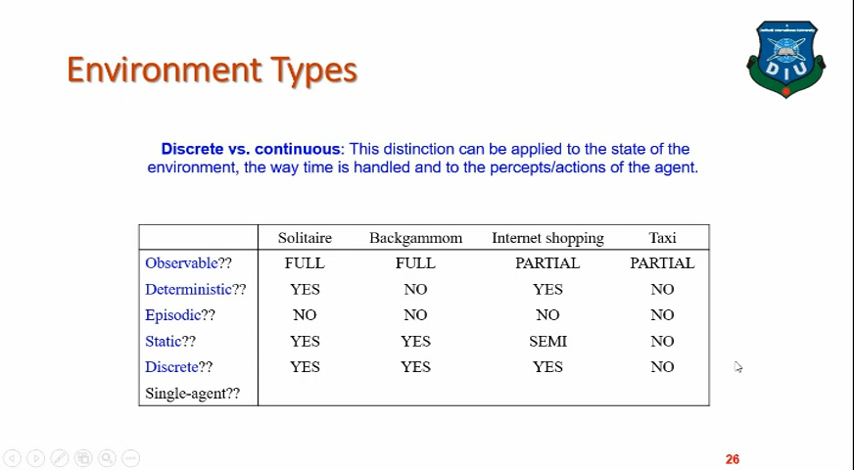 Environment Types
DIU
Discrete vs. continuous: This distinction can be applied to the state of the
environment, the way time is handled and to the percepts/actions of the agent.
Solitaire Backgammom Internet shopping Taxi
Observable?? FULL FULL PARTIAL PARTIAL
Deterministic?? YES NO YES NO
Episodic?? NO NO NO NO
Static?? YES YES SEMI NO
Discrete?? YES YES YES NO
Single-agent??
26